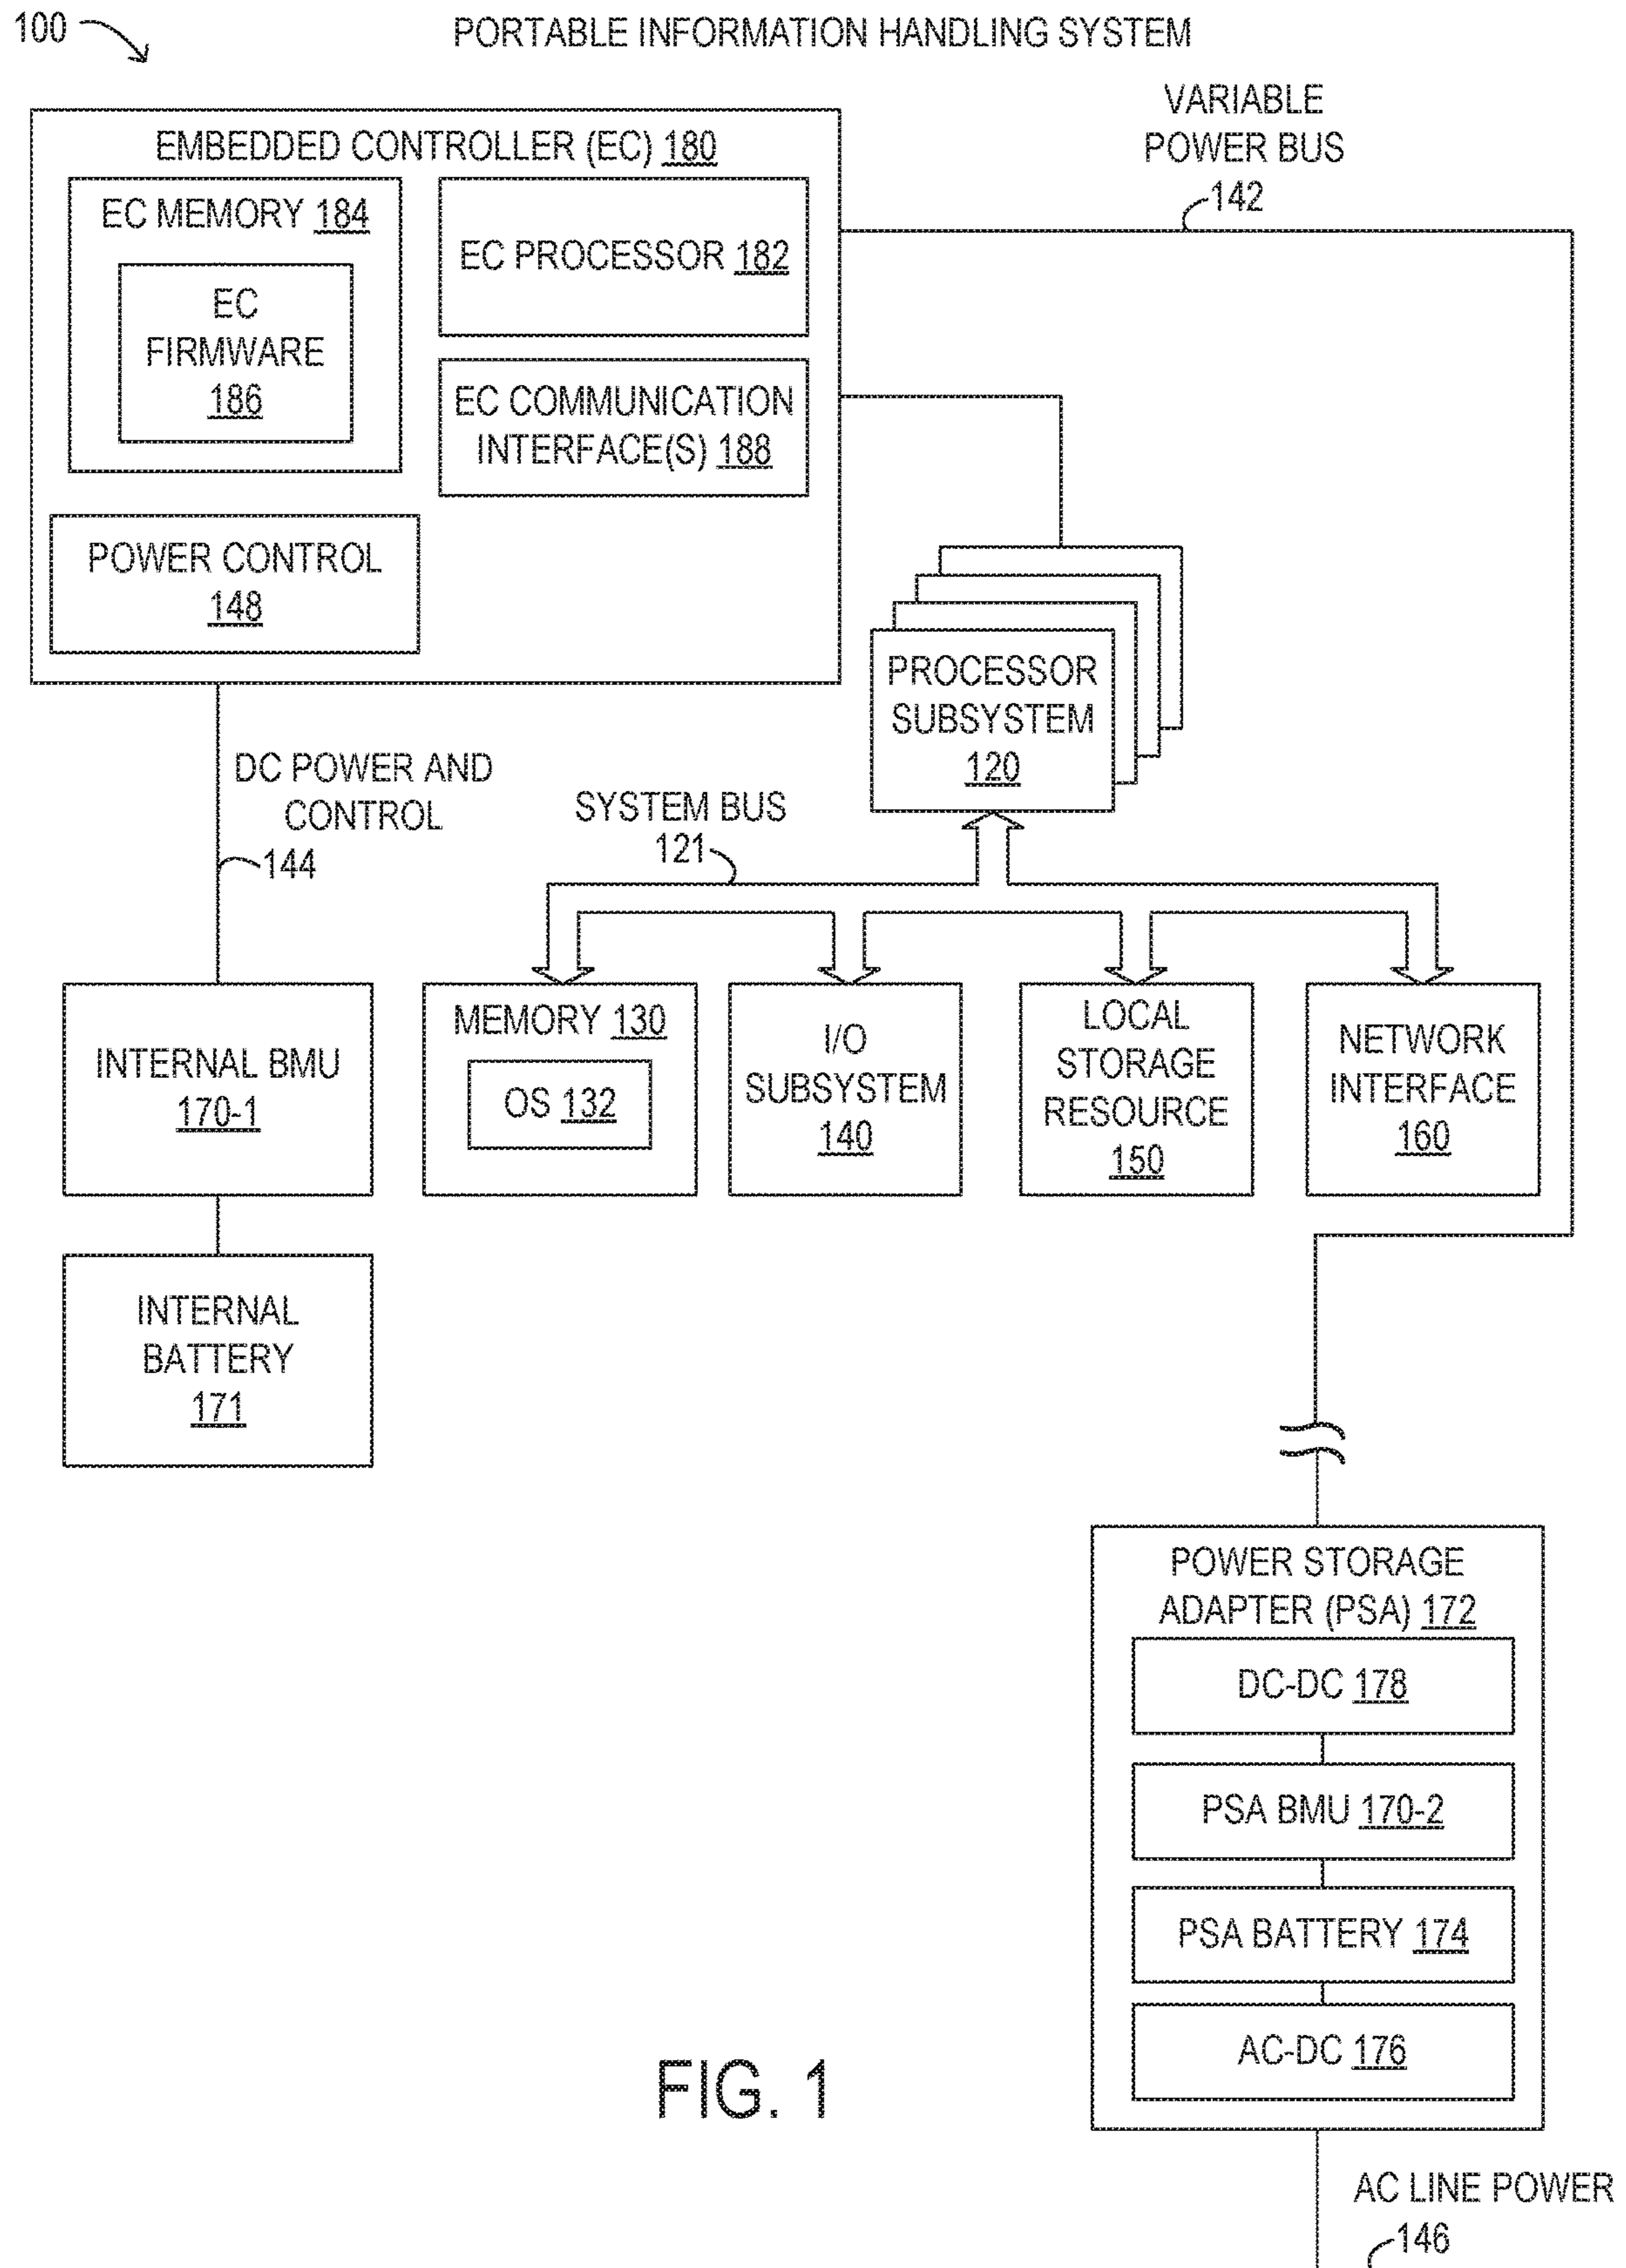 100
PORTABLE INFORMATION HANDLING SYSTEM
VARIABLE
POWER BUS
142
EMBEDDED CONTROLLER (EC) 180
EC MEMORY 184
EC
FIRMWARE
186
EC PROCESSOR 182
EC COMMUNICATION
INTERFACE(S) 188
POWER CONTROL
148
PROCESSOR
SUBSYSTEM
120
DC POWER AND
CONTROL
144
SYSTEM BUS
121
INTERNAL BMU
170-1
MEMORY 130
OS 132
I/O
SUBSYSTEM
140
LOCAL
STORAGE
RESOURCE
150
NETWORK
INTERFACE
160
INTERNAL
BATTERY
171
POWER STORAGE
ADAPTER (PSA) 172
DC-DC 178
PSA BMU 170-2
PSA BATTERY 174
AC-DC 176
FIG. 1
AC LINE POWER
146